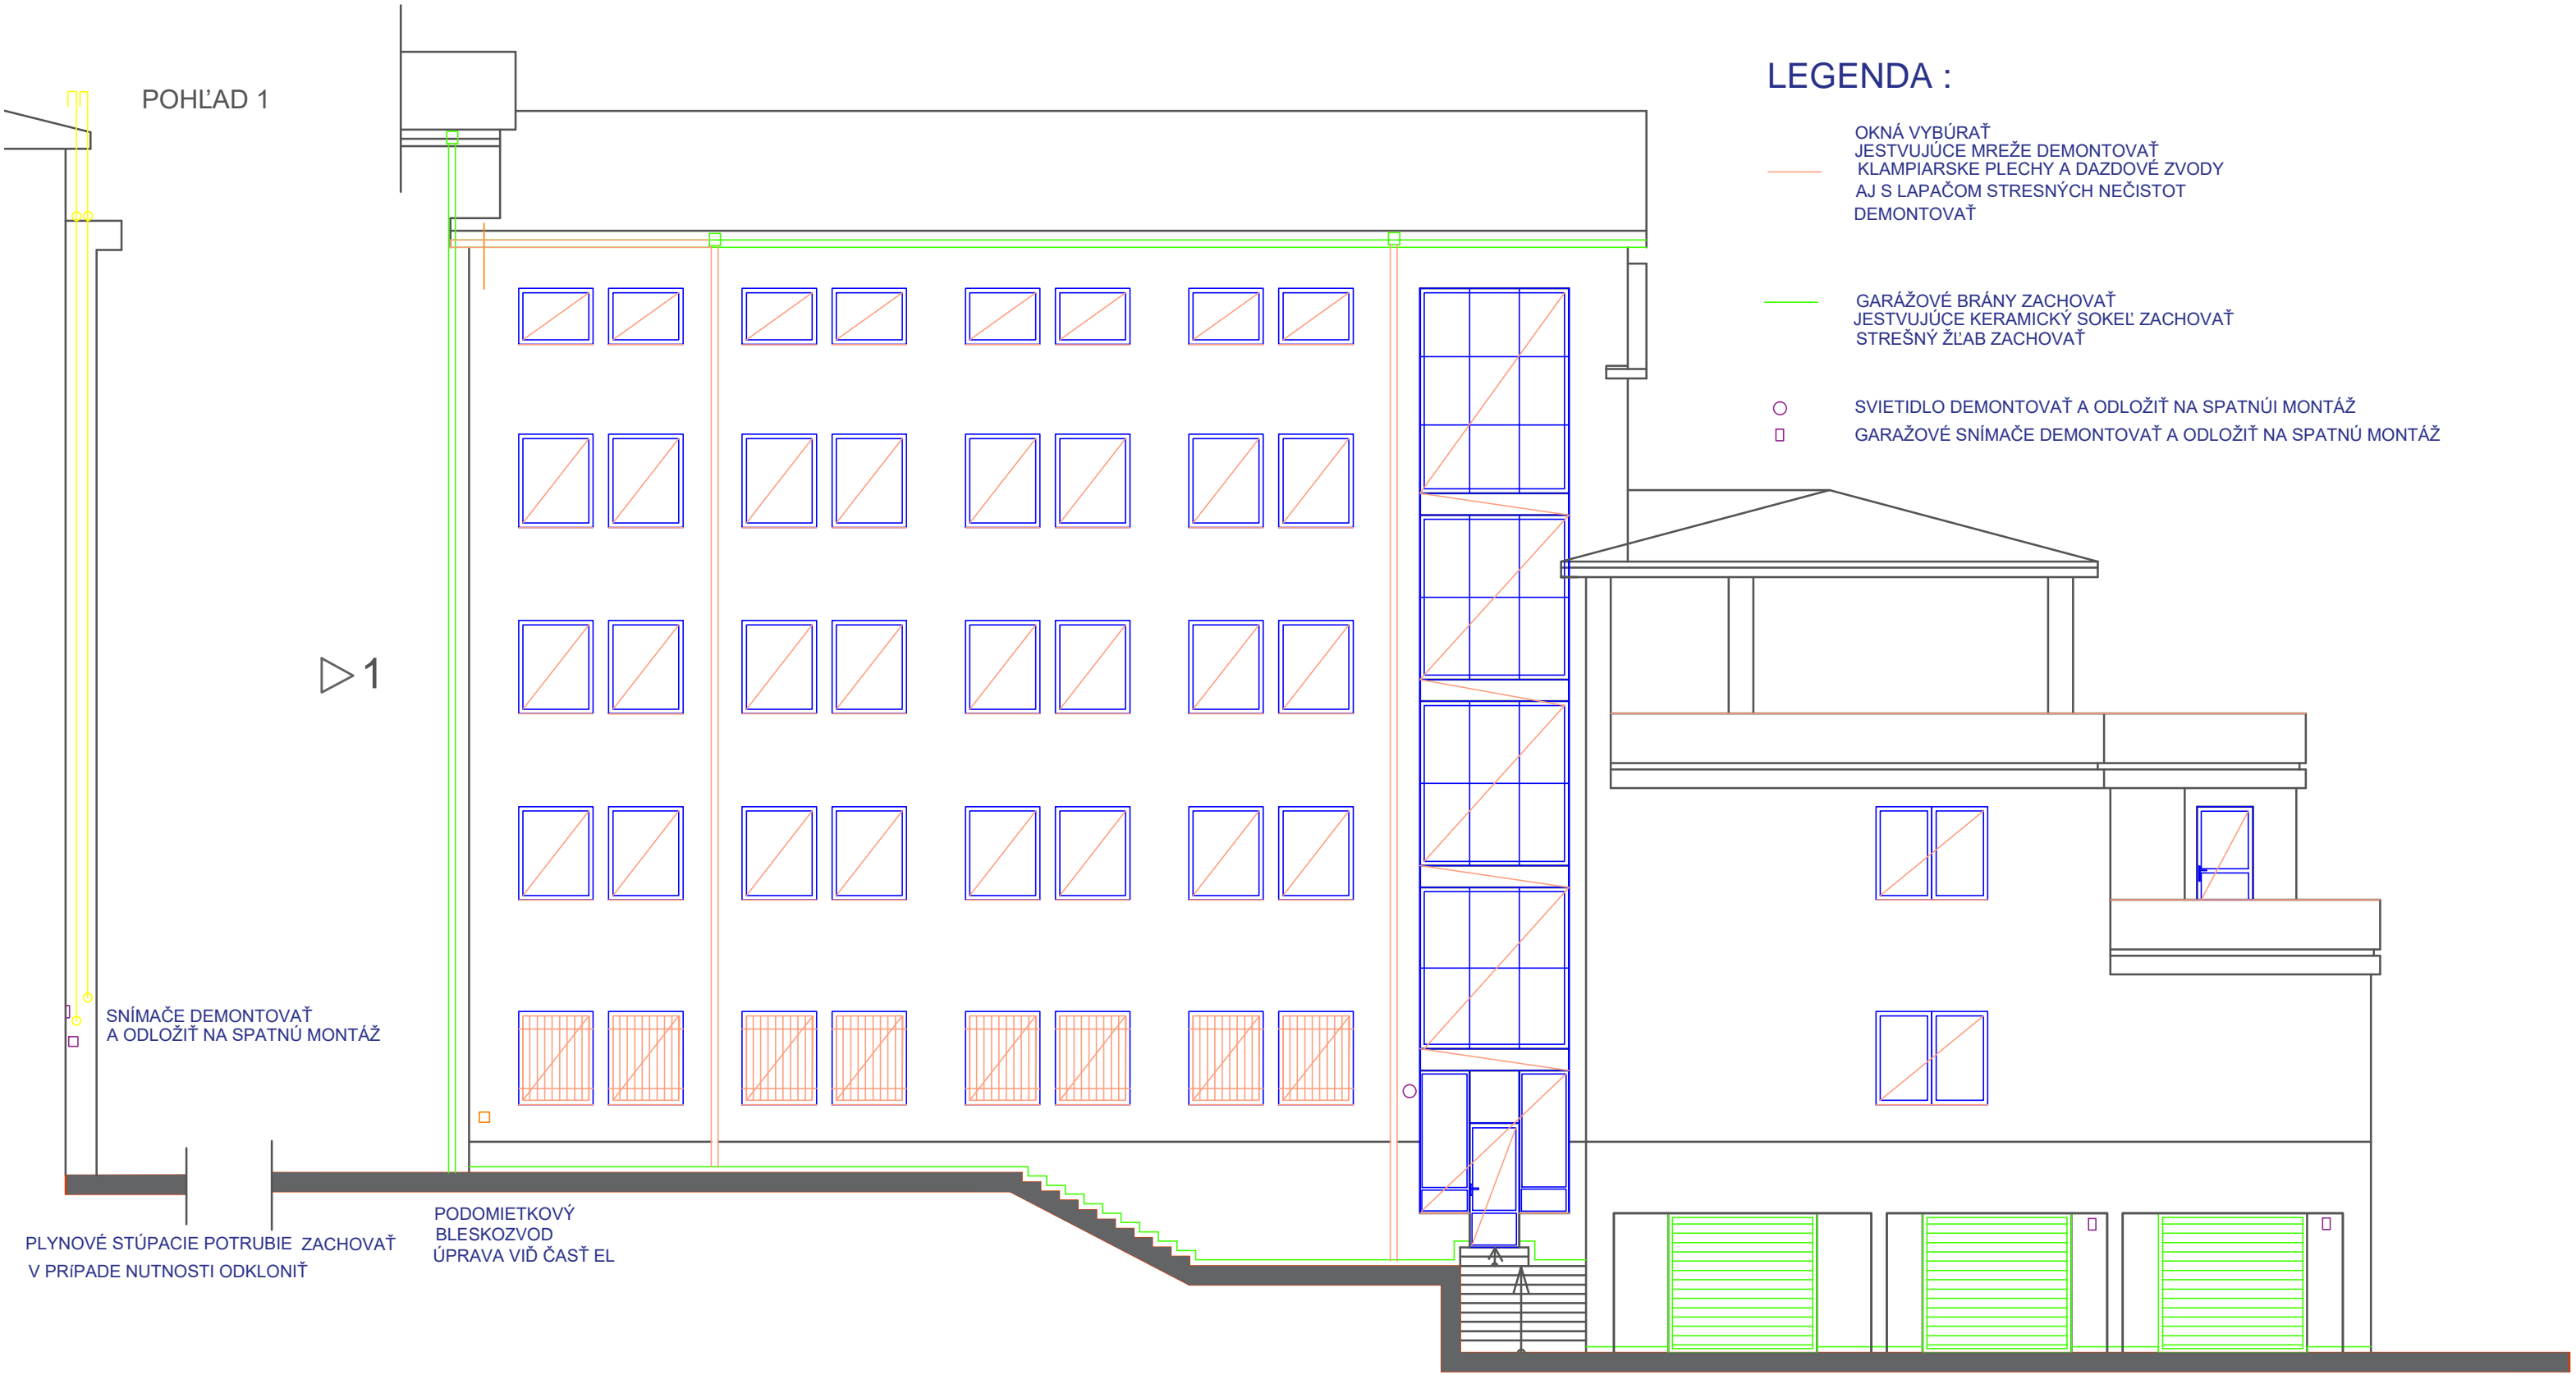 POHĽAD 1
LEGENDA :
OKNÁ VYBÚRAŤ
JESTVUJÚCE MREŽE DEMONTOVAŤ
KLAMPIARSKE PLECHY A DAZDOVÉ ZVODY
AJ S LAPAČOM STRESNÝCH NEČISTOT
DEMONTOVAŤ
GARÁŽOVÉ BRÁNY ZACHOVAŤ
JESTVUJÚCE KERAMICKÝ SOKEĽ ZACHOVAŤ
STREŠNÝ ŽĽAB ZACHOVAŤ
SVIETIDLO DEMONTOVAŤ A ODLOŽIŤ NA SPATNÚI MONTÁŽ
GARAŽOVÉ SNÍMAČE DEMONTOVAŤ A ODLOŽIŤ NA SPATNÚ MONTÁŽ
1
SNÍMAČE DEMONTOVAŤ
A ODLOŽIŤ NA SPATNÚ MONTÁŽ
PLYNOVÉ STÚPACIE POTRUBIE ZACHOVAŤ
V PRíPADE NUTNOSTI ODKLONIŤ
PODOMIETKOVÝ
BLESKOZVOD
ÚPRAVA VIĎ ČASŤ EL